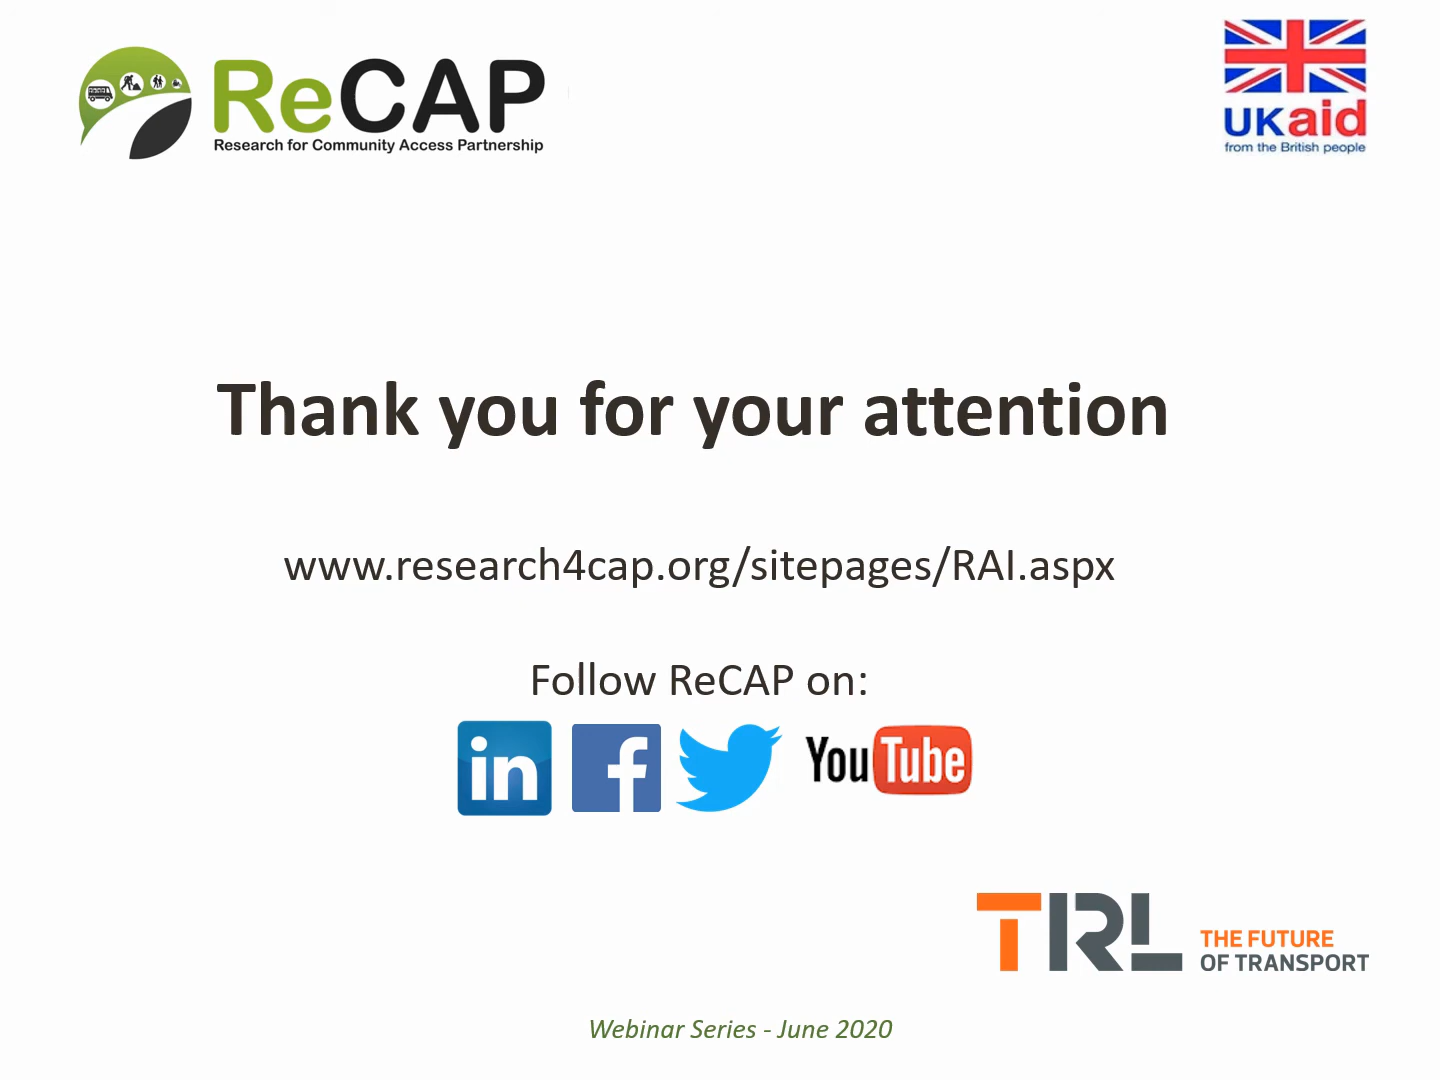 ReCAP
Research for Community Access Partnership
UKaid
from the British people
Thank you for your attention
www.research4cap.org/sitepages/RAI.aspx
Follow ReCAP on:
in f YouTube
TRL THE FUTURE
OF TRANSPORT
Webinar Series - June 2020